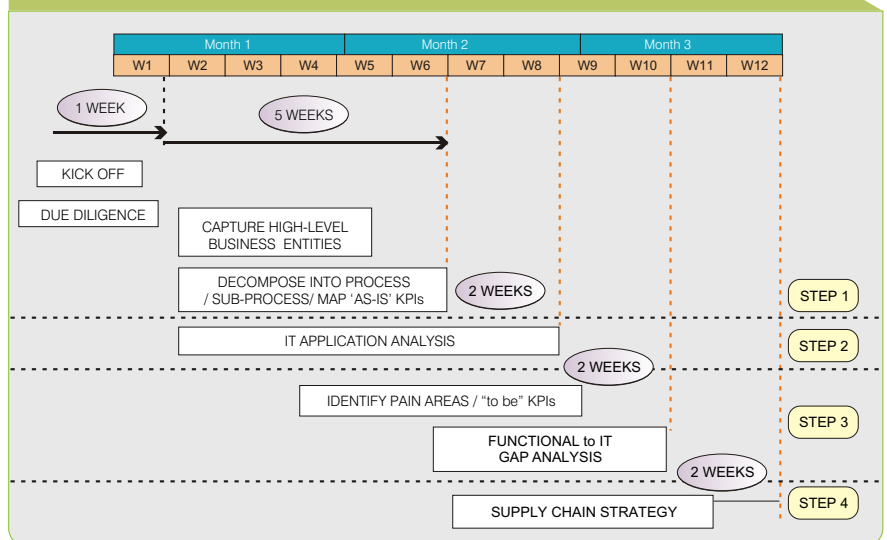 Month 1 Month 2 Month 3
W1 W2 W3 W4 W5 W6 W7 W8 W9 W10 W11 W12
1 WEEK
5 WEEKS
KICK OFF
DUE DILIGENCE
CAPTURE HIGH-LEVEL
BUSINESS ENTITIES
DECOMPOSE INTO PROCESS
/ SUB-PROCESS/ MAP 'AS-IS' KPIs
2 WEEKS
STEP 1
IT APPLICATION ANALYSIS
STEP 2
2 WEEKS
IDENTIFY PAIN AREAS / "to be" KPIs
FUNCTIONAL to IT
GAP ANALYSIS
STEP 3
2 WEEKS
SUPPLY CHAIN STRATEGY
STEP 4